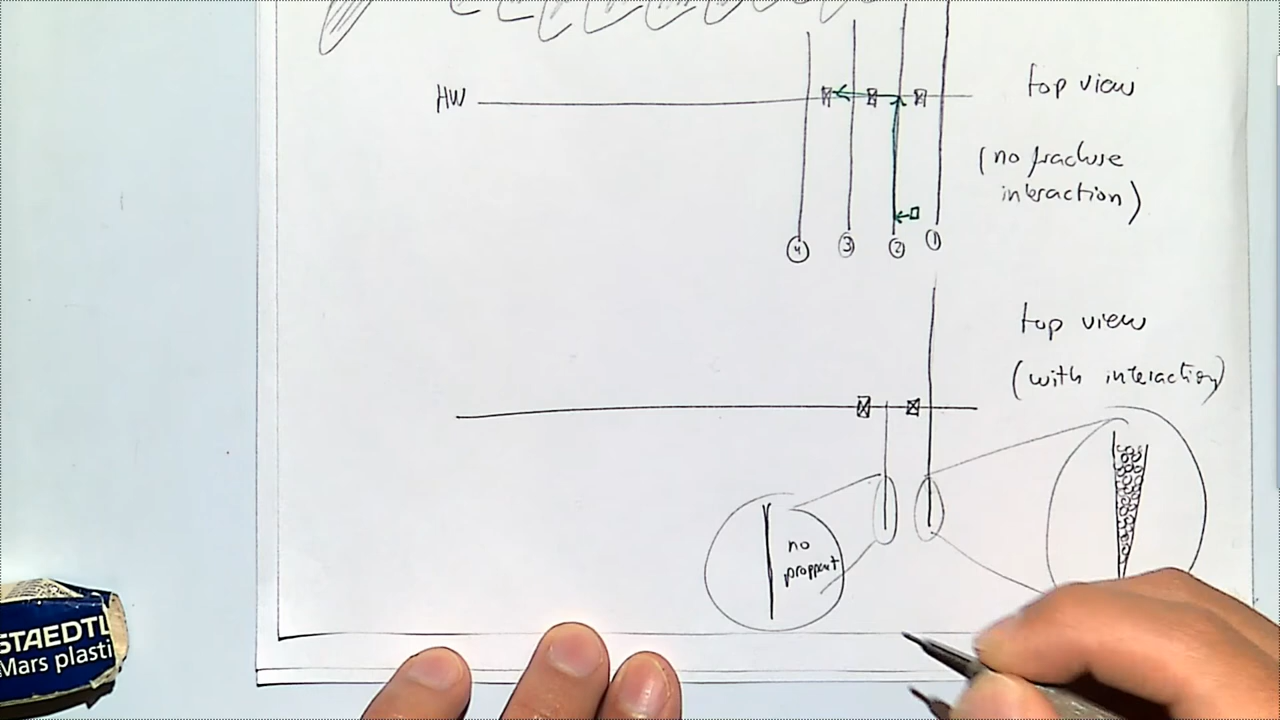 HW
top view
(no fracture
interaction)
4
3
2
1
top view
(with interaction)
no
proppant
STAEDTL
Mars plasti